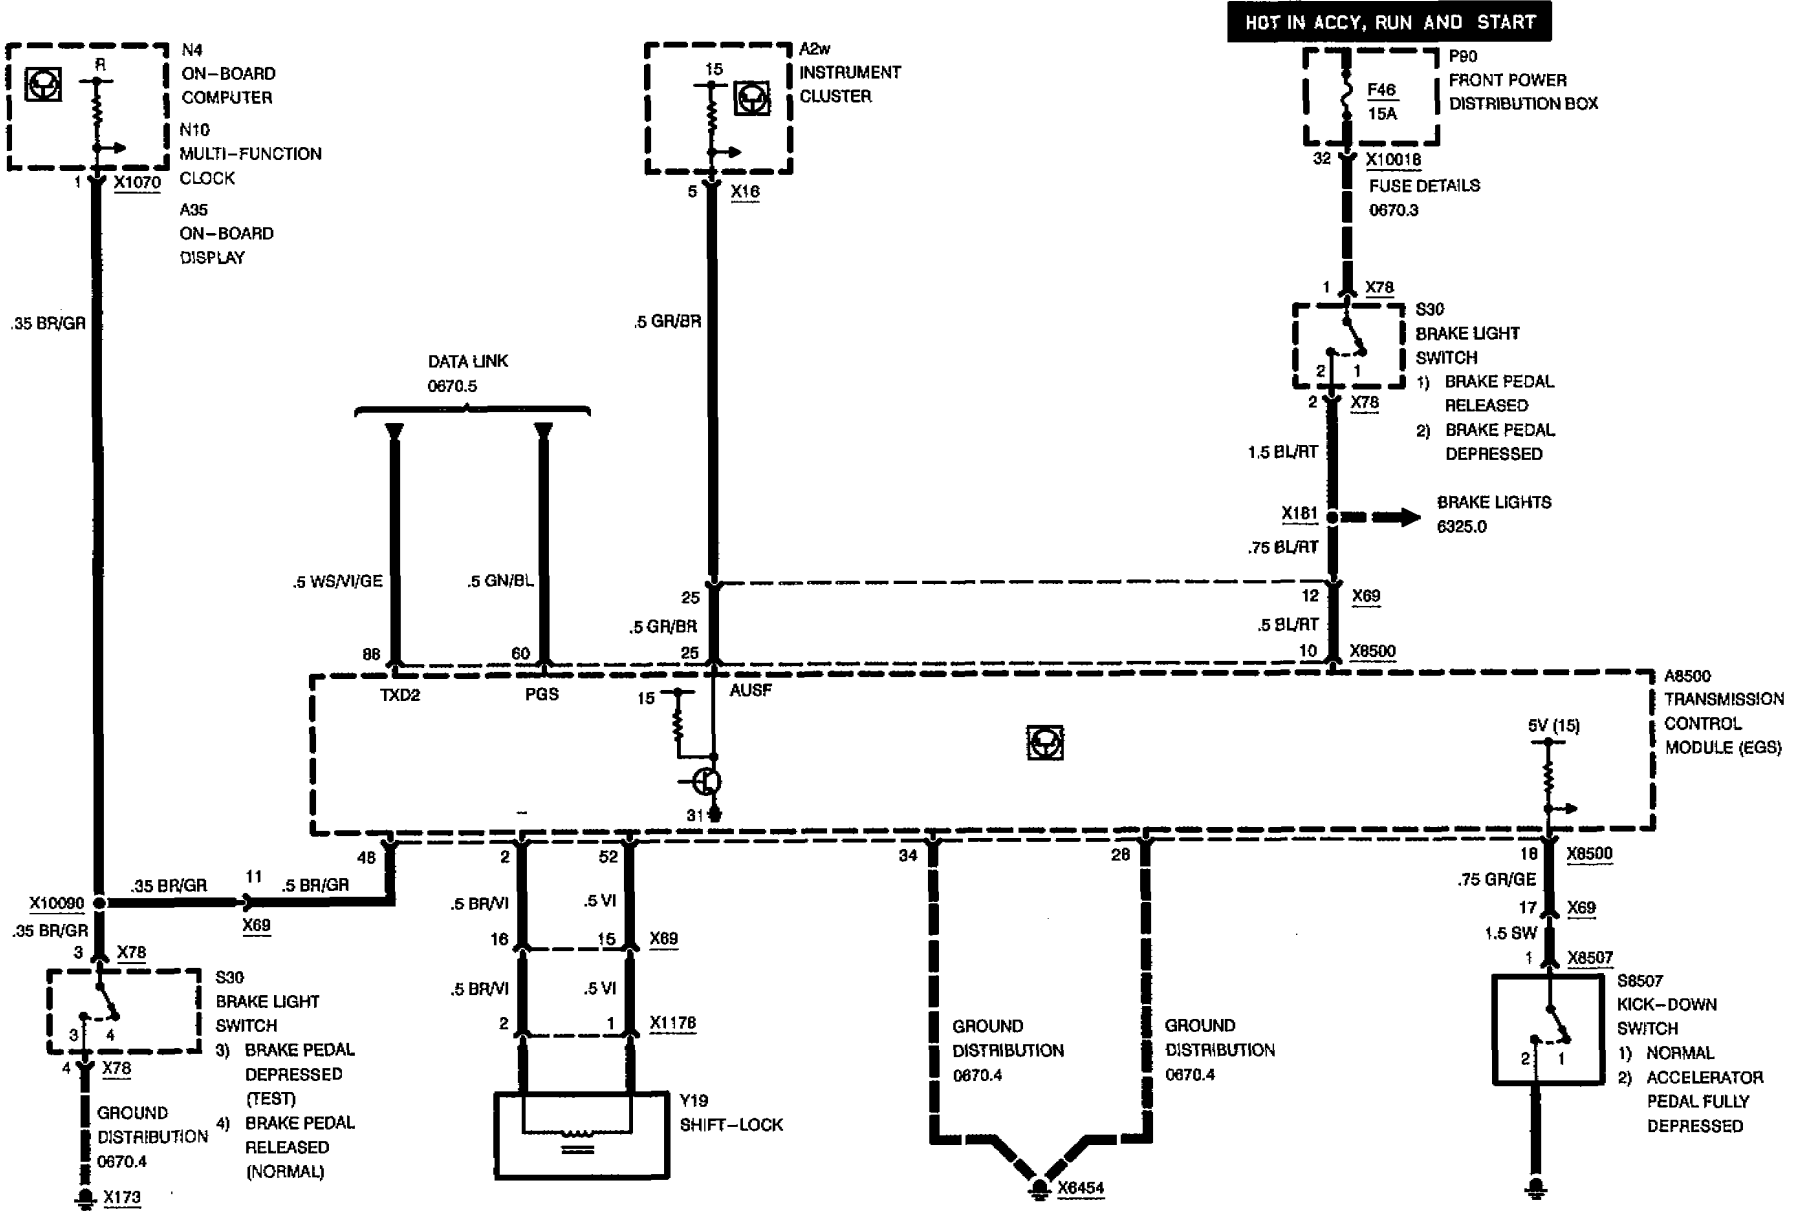 HOT IN ACCY, RUN AND START
N4
ON-BOARD
COMPUTER
N10
MULTI-FUNCTION
CLOCK
A35
ON-BOARD
DISPLAY
R
1 X1070
.35 BR/GR
A2w
INSTRUMENT
CLUSTER
15
5 X16
.5 GR/BR
P90
FRONT POWER
DISTRIBUTION BOX
F46
15A
32 X10018
FUSE DETAILS
0670.3
1 X78
S30
BRAKE LIGHT
SWITCH
1) BRAKE PEDAL
RELEASED
2) BRAKE PEDAL
DEPRESSED
2 1
2 X78
1.5 BL/RT
X181
BRAKE LIGHTS
6325.0
.75 BL/RT
DATA LINK
0670.5
.5 WS/VI/GE
.5 GN/BL
25
12 X69
.5 GR/BR
.5 BL/RT
88
60
25
10 X8500
TXD2
PGS
15
AUSF
31
5V (15)
A8500
TRANSMISSION
CONTROL
MODULE (EGS)
48
2
52
34
28
18 X8500
.75 GR/GE
17 X69
1.5 SW
1 X8507
S8507
KICK-DOWN
SWITCH
1) NORMAL
2) ACCELERATOR
PEDAL FULLY
DEPRESSED
2 1
X10090
.35 BR/GR
11
X69
.5 BR/GR
.35 BR/GR
3 X78
S30
BRAKE LIGHT
SWITCH
3) BRAKE PEDAL
DEPRESSED
(TEST)
4) BRAKE PEDAL
RELEASED
(NORMAL)
3 4
4 X78
GROUND
DISTRIBUTION
0670.4
X173
.5 BR/VI
.5 VI
16
15 X69
.5 BR/VI
.5 VI
2
1 X1178
Y19
SHIFT-LOCK
GROUND
DISTRIBUTION
0670.4
GROUND
DISTRIBUTION
0670.4
X6454